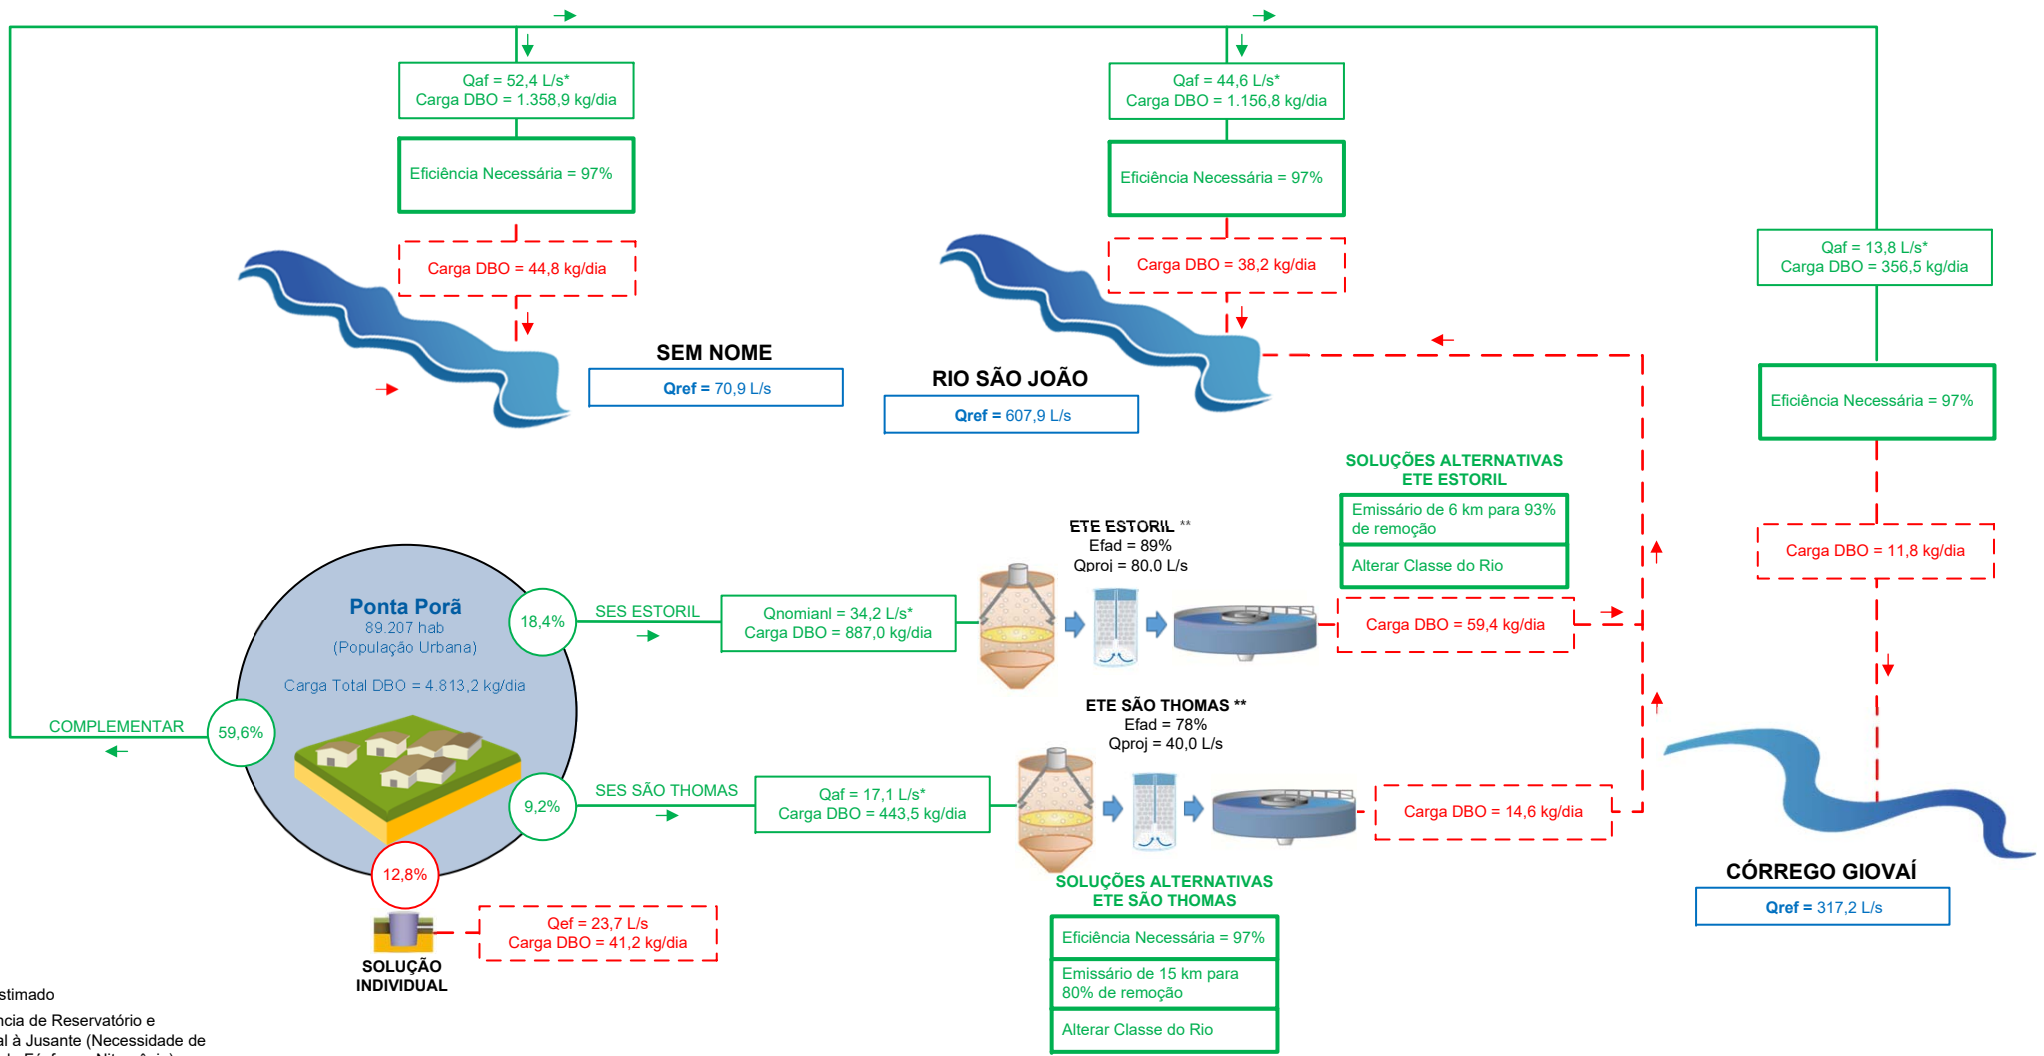 Qaf = 52,4 L/s*
Carga DBO = 1.358,9 kg/dia
Eficiência Necessária = 97%
Carga DBO = 44,8 kg/dia
SEM NOME
Qref = 70,9 L/s
Qaf = 44,6 L/s*
Carga DBO = 1.156,8 kg/dia
Eficiência Necessária = 97%
Carga DBO = 38,2 kg/dia
RIO SÃO JOÃO
Qref = 607,9 L/s
Qaf = 13,8 L/s*
Carga DBO = 356,5 kg/dia
Eficiência Necessária = 97%
Carga DBO = 11,8 kg/dia
CÓRREGO GIOVAÍ
Qref = 317,2 L/s
SOLUÇÕES ALTERNATIVAS
ETE ESTORIL
Emissário de 6 km para 93%
de remoção
Alterar Classe do Rio
ETE ESTORIL **
Efad = 89%
Qproj = 80,0 L/s
Ponta Porã
89.207 hab
(População Urbana)
Carga Total DBO = 4.813,2 kg/dia
18,4%
SES ESTORIL
Qnomianl = 34,2 L/s*
Carga DBO = 887,0 kg/dia
Carga DBO = 59,4 kg/dia
COMPLEMENTAR
59,6%
ETE SÃO THOMAS **
Efad = 78%
Qproj = 40,0 L/s
9,2%
SES SÃO THOMAS
Qaf = 17,1 L/s*
Carga DBO = 443,5 kg/dia
Carga DBO = 14,6 kg/dia
12,8%
Qef = 23,7 L/s
Carga DBO = 41,2 kg/dia
SOLUÇÃO
INDIVIDUAL
SOLUÇÕES ALTERNATIVAS
ETE SÃO THOMAS
Eficiência Necessária = 97%
Emissário de 15 km para
80% de remoção
Alterar Classe do Rio
stimado
ncia de Reservatório e
al à Jusante (Necessidade de